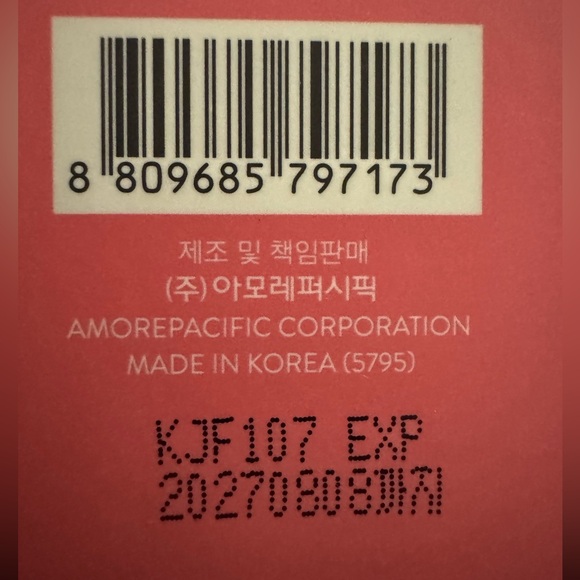 8 809685 797173
제조 및 책임판매
(주)아모레퍼시픽
AMOREPACIFIC CORPORATION
MADE IN KOREA (5795)
KJF107 EXP
20270808까지